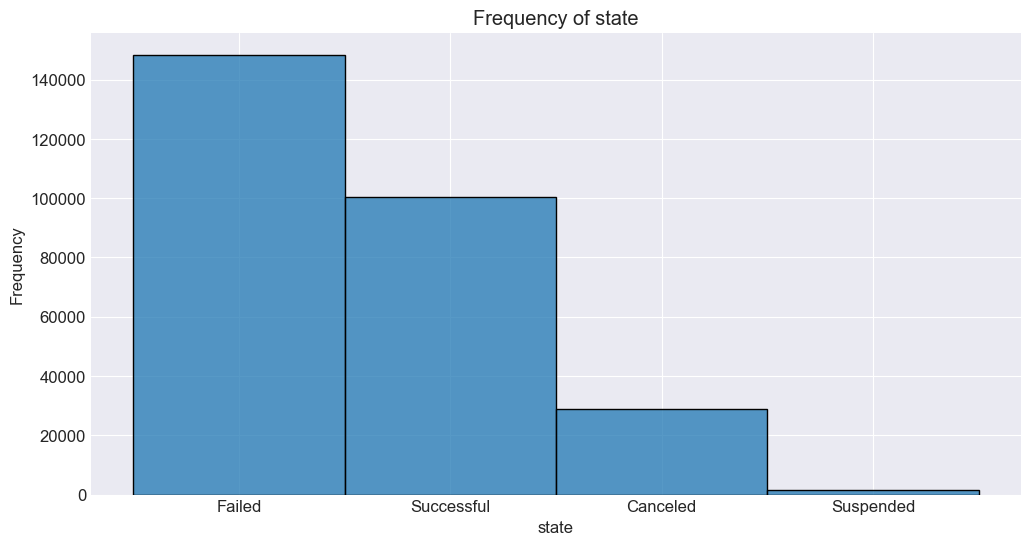 Frequency of state
140000
120000
100000
80000
60000
40000
20000
0
Frequency
Failed Successful Canceled Suspended
state